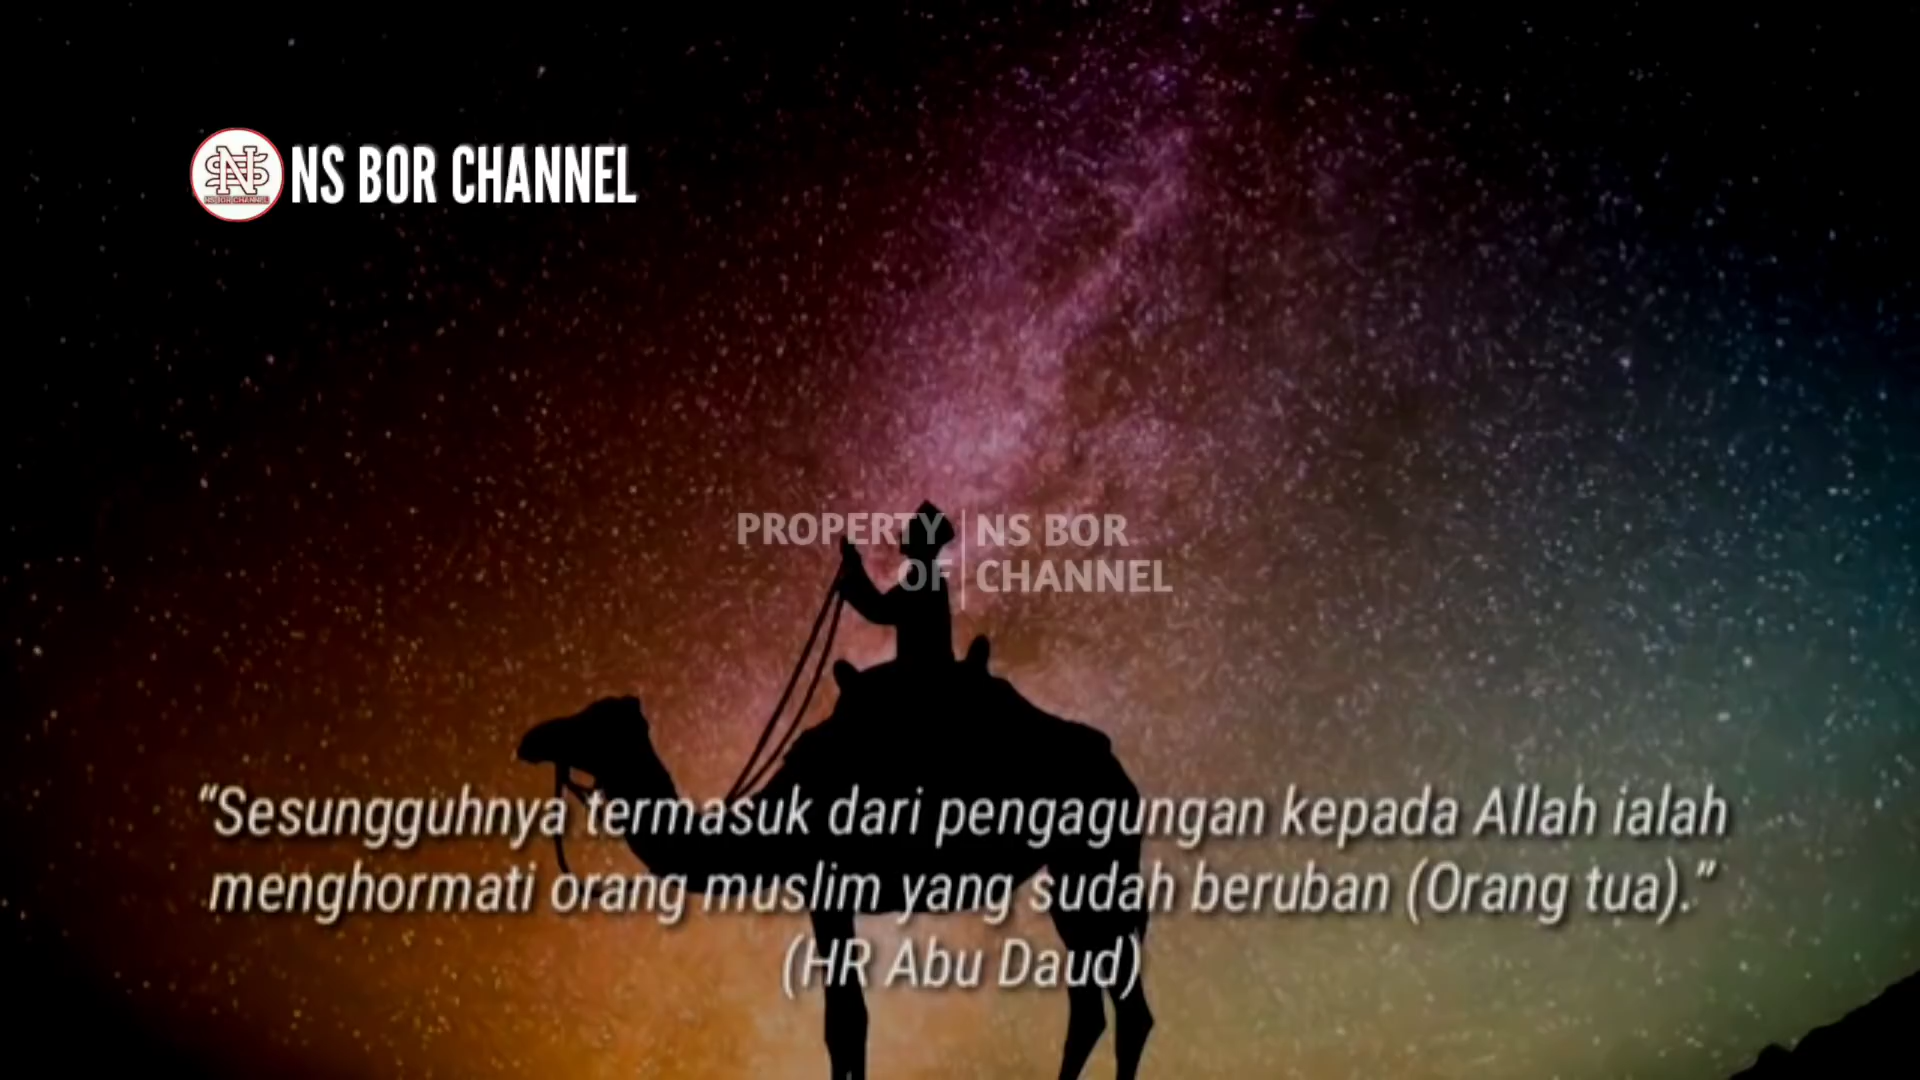 NS BOR CHANNEL
PROPERTY OF
NS BOR CHANNEL
“Sesungguhnya termasuk dari pengagungan kepada Allah ialah
menghormati orang muslim yang sudah beruban (Orang tua).”
(HR Abu Daud)